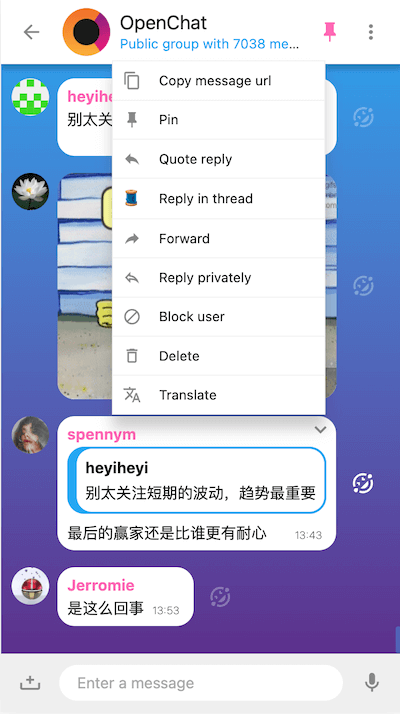 OpenChat
Public group with 7038 me...
heyihe
别太关
Copy message url
Pin
Quote reply
Reply in thread
Forward
Reply privately
Block user
Delete
Translate
spennym
heyiheyi
别太关注短期的波动，趋势最重要
最后的赢家还是比谁更有耐心 13:43
Jerromie
是这么回事 13:53
Enter a message